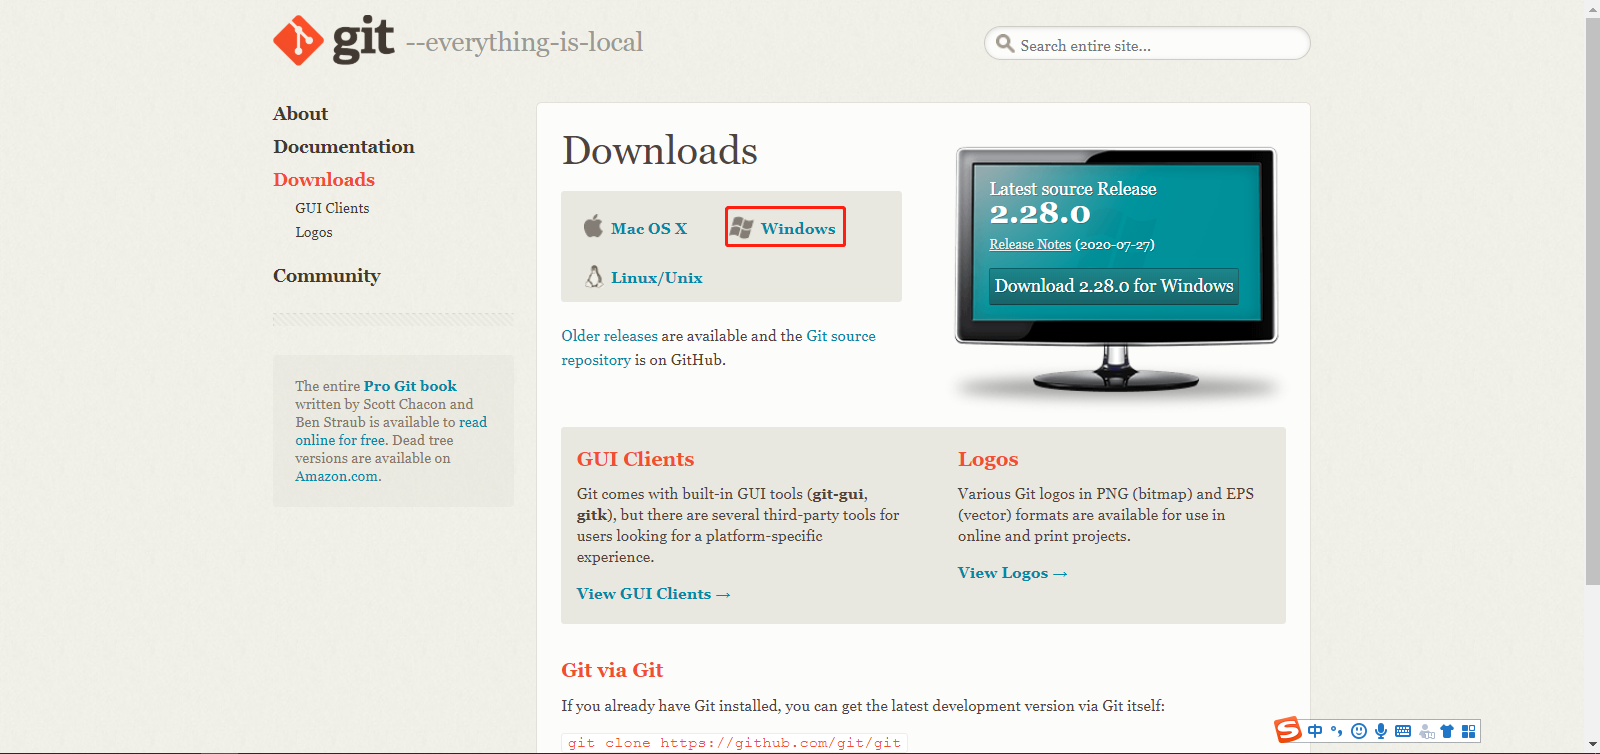 git --everything-is-local
Search entire site...
About
Documentation
Downloads
GUI Clients
Logos
Community
The entire Pro Git book
written by Scott Chacon and
Ben Straub is available to read
online for free. Dead tree
versions are available on
Amazon.com.
Downloads
Mac OS X
Windows
Linux/Unix
Older releases are available and the Git source
repository is on GitHub.
Latest source Release
2.28.0
Release Notes (2020-07-27)
Download 2.28.0 for Windows
GUI Clients
Git comes with built-in GUI tools (git-gui,
gitk), but there are several third-party tools for
users looking for a platform-specific
experience.
View GUI Clients →
Logos
Various Git logos in PNG (bitmap) and EPS
(vector) formats are available for use in
online and print projects.
View Logos →
Git via Git
If you already have Git installed, you can get the latest development version via Git itself:
git clone https://github.com/git/git
S 中